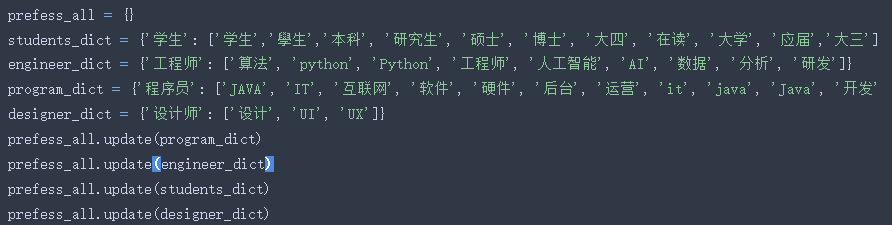 prefess_all = {}
students_dict = {'学生': ['学生','學生','本科', '研究生', '硕士', '博士', '大四', '在读', '大学', '应届','大三']
engineer_dict = {'工程师': ['算法', 'python', 'Python', '工程师', '人工智能', 'AI', '数据', '分析', '研发']}
program_dict = {'程序员': ['JAVA', 'IT', '互联网', '软件', '硬件', '后台', '运营', 'it', 'java', 'Java', '开发'
designer_dict = {'设计师': ['设计', 'UI', 'UX']}
prefess_all.update(program_dict)
prefess_all.update(engineer_dict)
prefess_all.update(students_dict)
prefess_all.update(designer_dict)